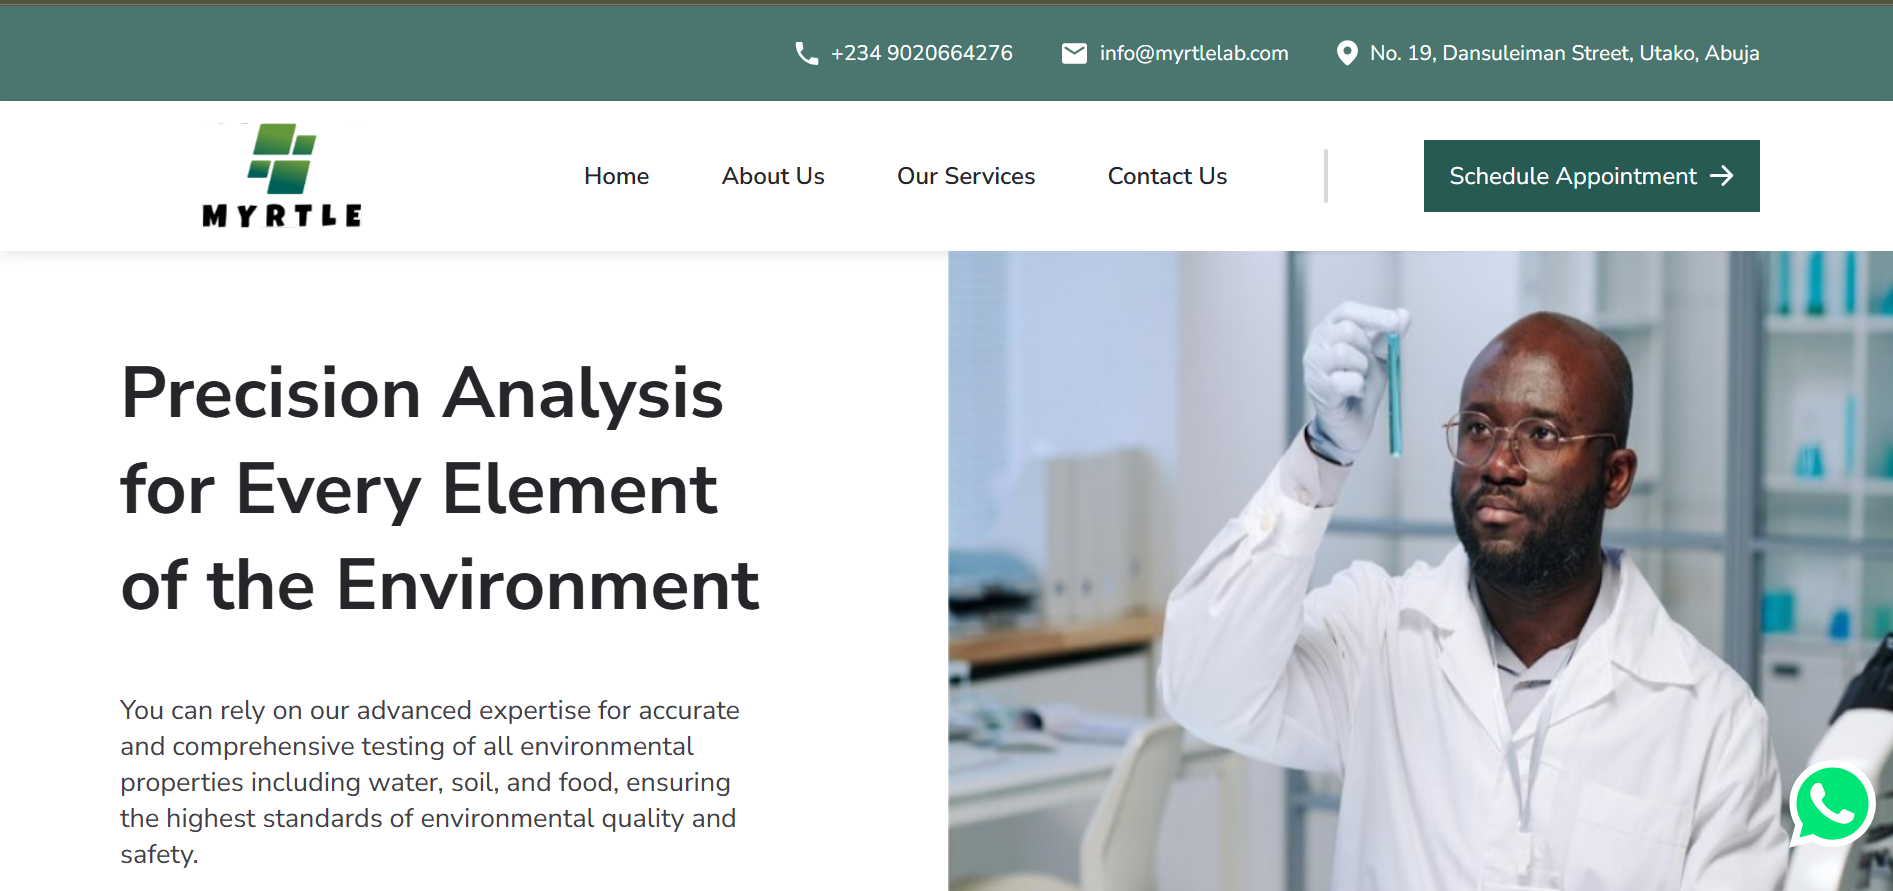 +234 9020664276 info@myrtlelab.com No. 19, Dansuleiman Street, Utako, Abuja
MYRTLE
Home About Us Our Services Contact Us Schedule Appointment
Precision Analysis
for Every Element
of the Environment
You can rely on our advanced expertise for accurate
and comprehensive testing of all environmental
properties including water, soil, and food, ensuring
the highest standards of environmental quality and
safety.